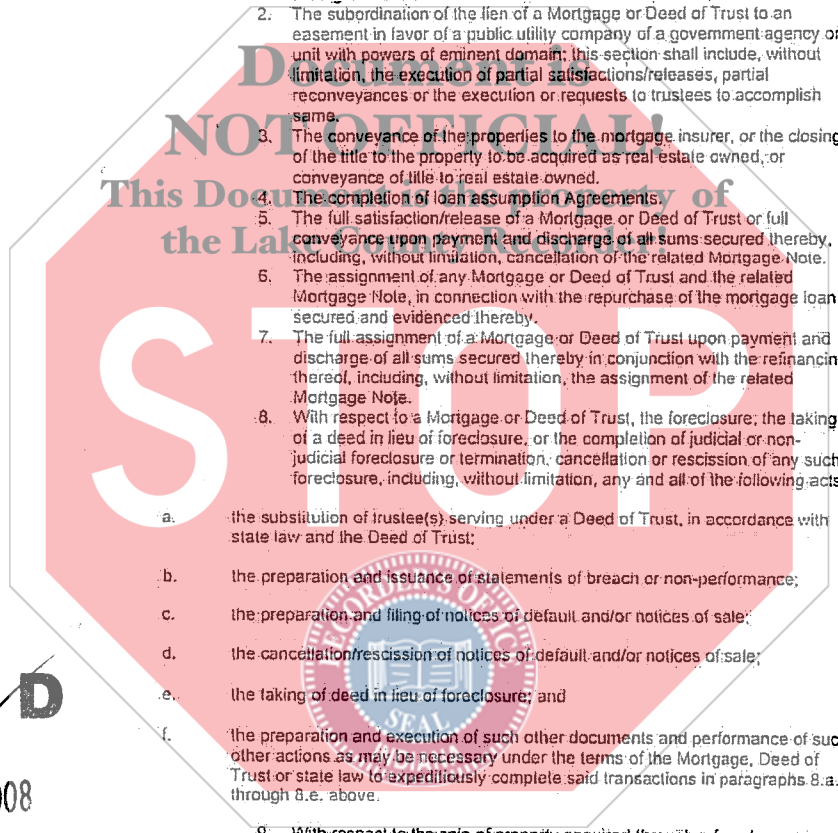 2. The subordination of the lien of a Mortgage or Deed of Trust to an
easement in favor of a public utility company of a government agency or
unit with powers of eminent domain; this section shall include, without
limitation, the execution of partial satisfactions/releases, partial
reconveyances or the execution or requests to trustees to accomplish
same.
Document is
NOT OFFICIAL!
This Document is the property of
the Lake County Recorder!
3. The conveyance of the properties to the mortgage insurer, or the closing
of the title to the property to be acquired as real estate owned, or
conveyance of title to real estate owned.
4. The completion of loan assumption Agreements.
5. The full satisfaction/release of a Mortgage or Deed of Trust or full
conveyance upon payment and discharge of all sums secured thereby,
including, without limitation, cancellation of the related Mortgage Note.
6. The assignment of any Mortgage or Deed of Trust and the related
Mortgage Note, in connection with the repurchase of the mortgage loan
secured and evidenced thereby.
7. The full assignment of a Mortgage or Deed of Trust upon payment and
discharge of all sums secured thereby in conjunction with the refinancin
thereof, including, without limitation, the assignment of the related
Mortgage Note.
8. With respect to a Mortgage or Deed of Trust, the foreclosure; the taking
of a deed in lieu of foreclosure, or the completion of judicial or non-
judicial foreclosure or termination, cancellation or rescission of any such
foreclosure, including, without limitation, any and all of the following acts
STOP
a. the substitution of trustee(s) serving under a Deed of Trust, in accordance with
state law and the Deed of Trust;
b. the preparation and issuance of statements of breach or non-performance;
c. the preparation and filing of notices of default and/or notices of sale;
d. the cancellation/rescission of notices of default and/or notices of sale;
e. the taking of deed in lieu of foreclosure; and
f. the preparation and execution of such other documents and performance of suc
other actions as may be necessary under the terms of the Mortgage, Deed of
Trust or state law to expeditiously complete said transactions in paragraphs 8.a.
through 8.e. above.
RECORDER'S OFFICE
SEAL
INDIANA
D
008